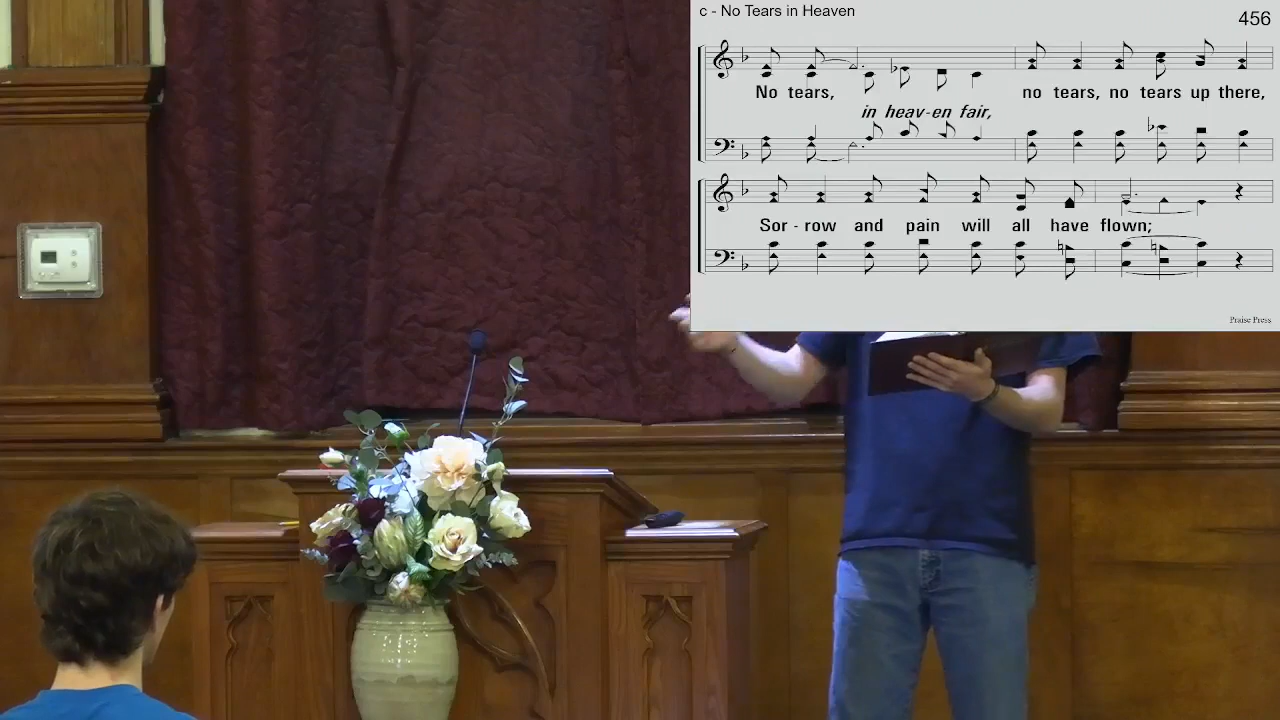 c - No Tears in Heaven
456
No tears, no tears, no tears up there,
in heav-en fair,
Sor - row and pain will all have flown;
Praise Press